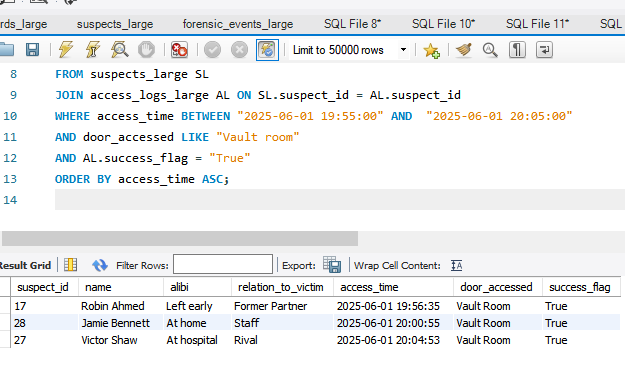 rds_large suspects_large forensic_events_large SQL File 8* SQL File 10* SQL File 11* SQL
Limit to 50000 rows
8 FROM suspects_large SL
9 JOIN access_logs_large AL ON SL.suspect_id = AL.suspect_id
10 WHERE access_time BETWEEN "2025-06-01 19:55:00" AND "2025-06-01 20:05:00"
11 AND door_accessed LIKE "Vault room"
12 AND AL.success_flag = "True"
13 ORDER BY access_time ASC;
14
Result Grid Filter Rows: Export: Wrap Cell Content:
suspect_id name alibi relation_to_victim access_time door_accessed success_flag
17 Robin Ahmed Left early Former Partner 2025-06-01 19:56:35 Vault Room True
28 Jamie Bennett At home Staff 2025-06-01 20:00:55 Vault Room True
27 Victor Shaw At hospital Rival 2025-06-01 20:04:53 Vault Room True